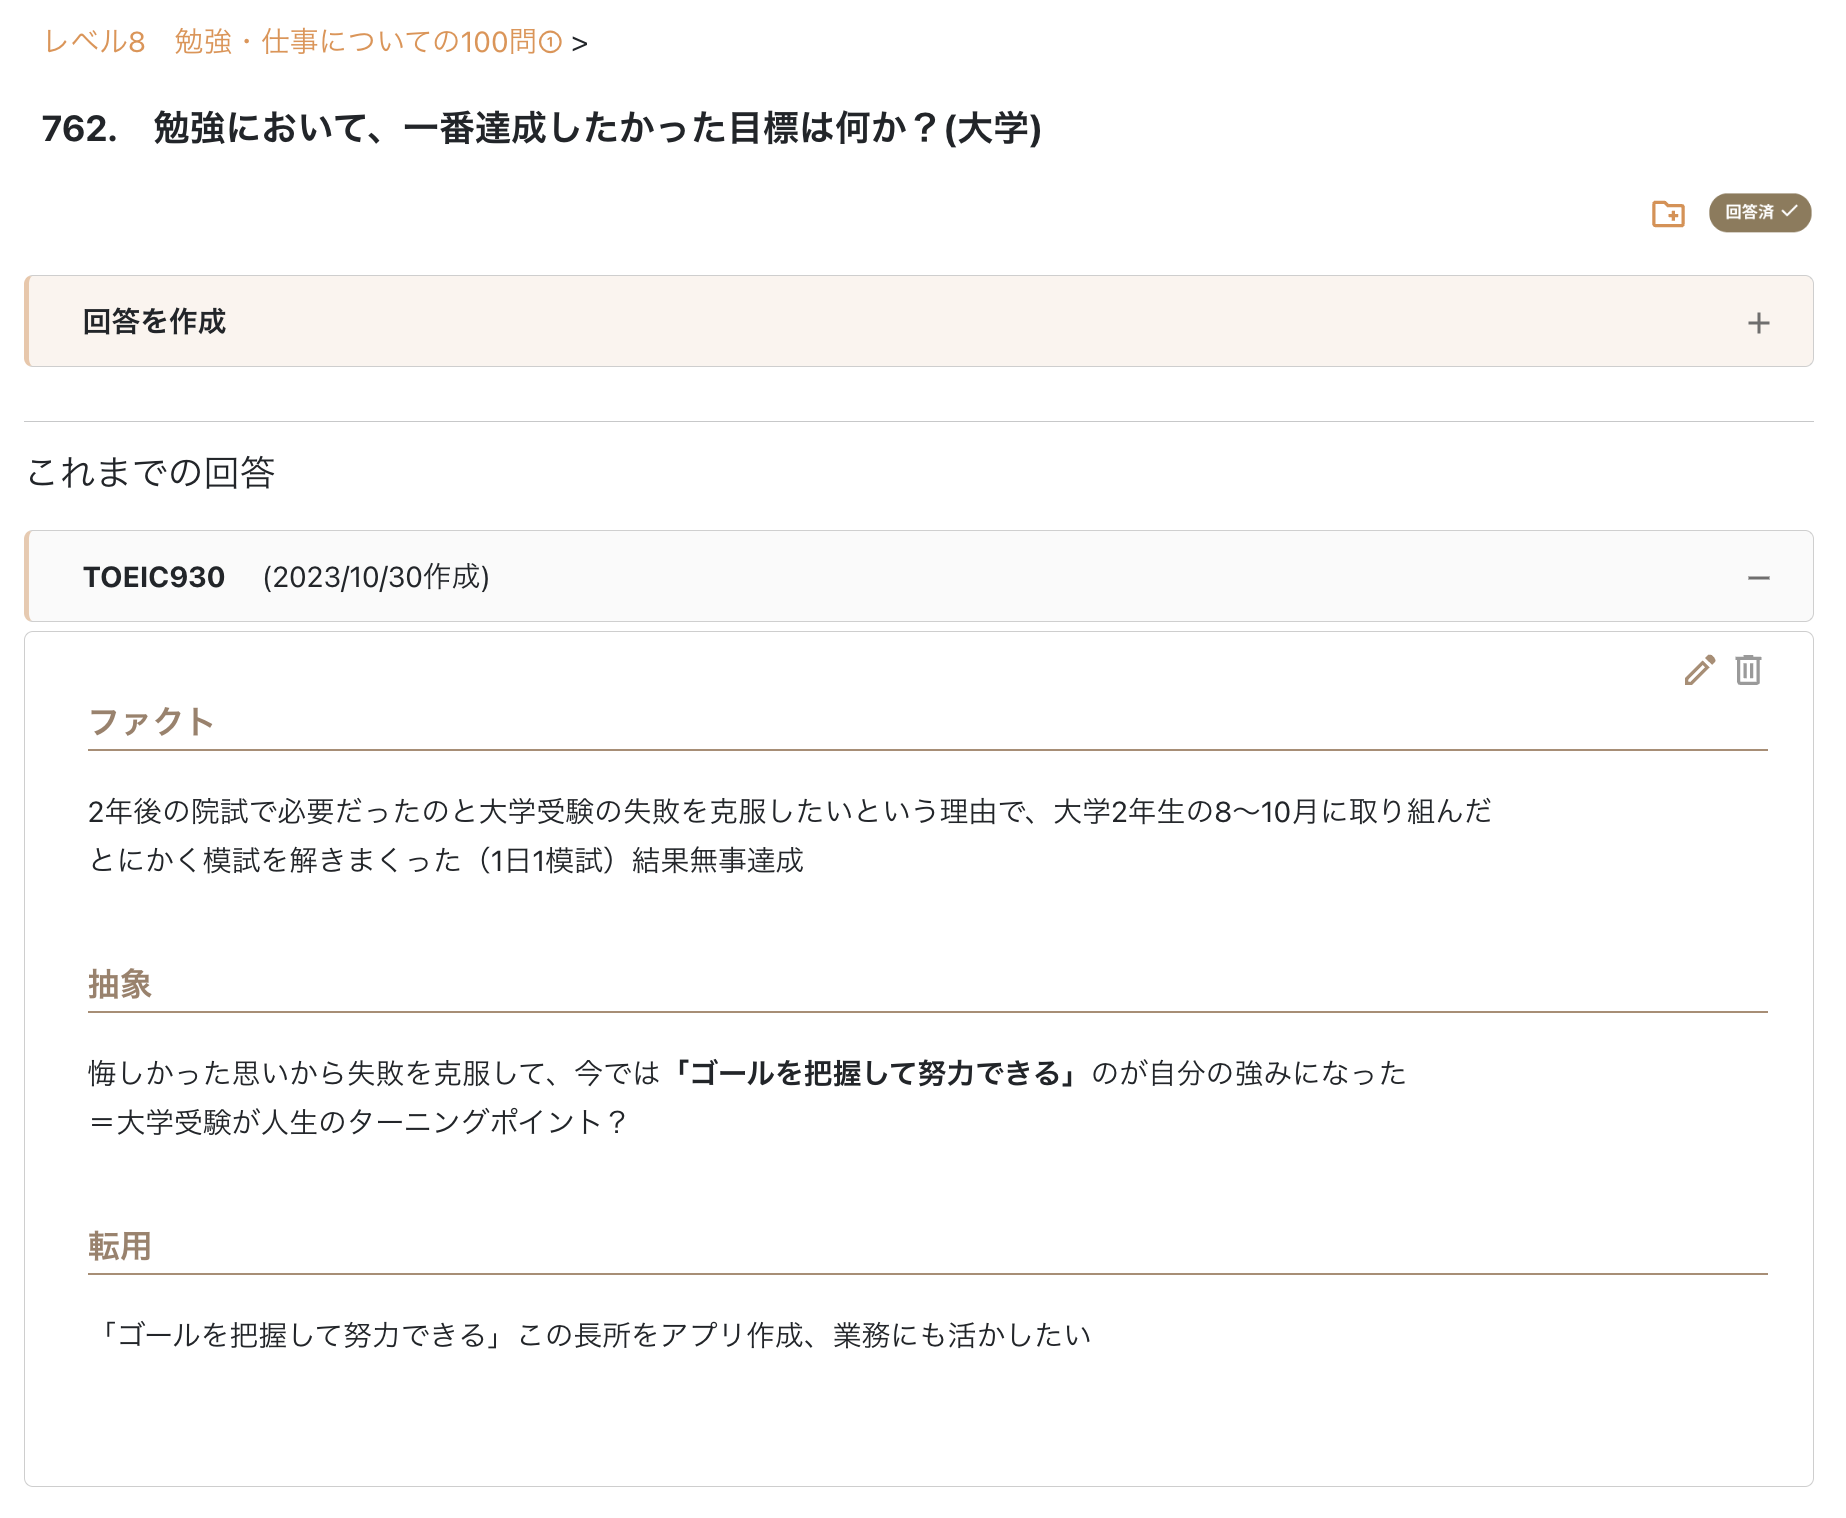 レベル8　勉強・仕事についての100問① >
762.　勉強において、一番達成したかった目標は何か？(大学)
回答済
回答を作成
これまでの回答
TOEIC930　(2023/10/30作成)
ファクト
2年後の院試で必要だったのと大学受験の失敗を克服したいという理由で、大学2年生の8〜10月に取り組んだ
とにかく模試を解きまくった（1日1模試）結果無事達成
抽象
悔しかった思いから失敗を克服して、今では「ゴールを把握して努力できる」のが自分の強みになった
＝大学受験が人生のターニングポイント？
転用
「ゴールを把握して努力できる」この長所をアプリ作成、業務にも活かしたい